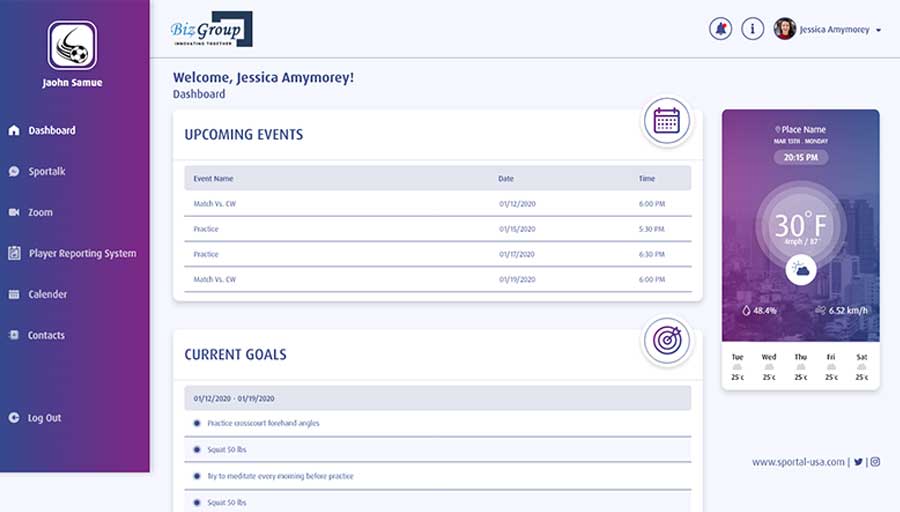 Jaohn Samue
Dashboard
Sportalk
Zoom
Player Reporting System
Calender
Contacts
Log Out
BizGroup
INNOVATING TOGETHER
Jessica Amymorey
Welcome, Jessica Amymorey!
Dashboard
UPCOMING EVENTS
Event Name Date Time
Match Vs. CW 01/12/2020 6:00 PM
Practice 01/15/2020 5:30 PM
Practice 01/17/2020 6:30 PM
Match Vs. CW 01/19/2020 6:00 PM
CURRENT GOALS
01/12/2020 - 01/19/2020
Practice crosscourt forehand angles
Squat 50 lbs
Try to meditate every morning before practice
Squat 50 lbs
Place Name
MAR 13TH . MONDAY
20:15 PM
30°F
4mph / 87°
48.4% 6.52 km/h
Tue Wed Thu Fri Sat
25°c 25°c 25°c 25°c 25°c
www.sportal-usa.com | |